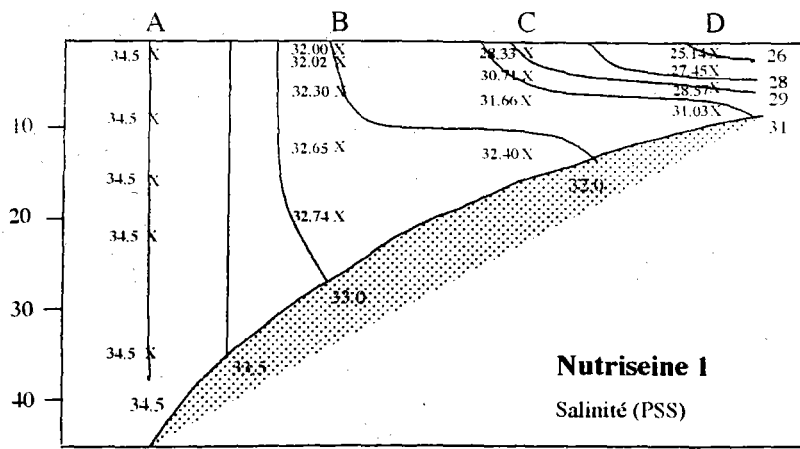 A B C D
34.5 X 32.00 X 28.33 X 25.14 X 26
32.02 X
30.71 X 27.45 X 28
32.30 X 31.66 X 28.57 X 29
34.5 X 31.03 X
10 31
32.65 X 32.40 X
34.5 X 32.0
20 32.74 X
34.5 X
33.0
30
34.5 X
Nutriseine 1
40 34.5
Salinité (PSS)